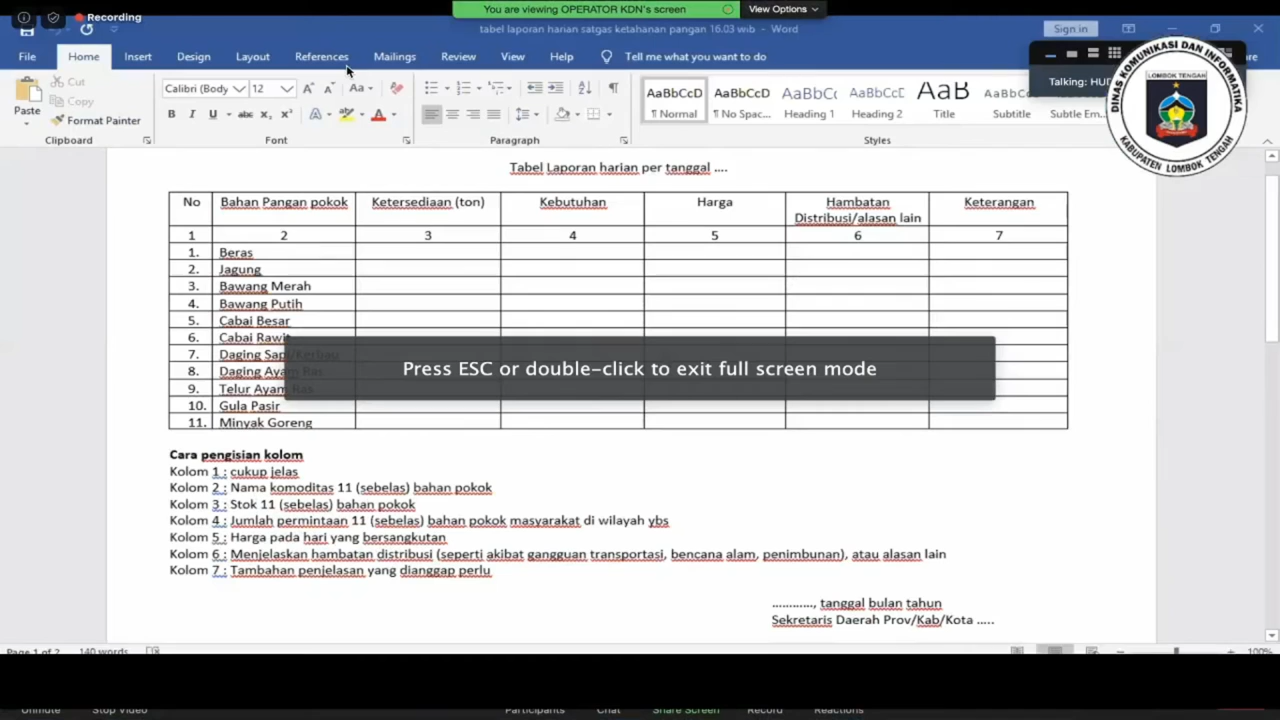 Recording
You are viewing OPERATOR KDN's screen
View Options
tabel laporan harian satgas ketahanan pangan 16.03 wib - Word
Sign in
File Home Insert Design Layout References Mailings Review View Help Tell me what you want to do
Talking:
Cut
Copy
Paste
Format Painter
Clipboard
Calibri (Body 12
Font
Paragraph
AaBbCcD AaBbCcD AaBbCc AaBbCcD AaB AaBbCc
¶ Normal ¶ No Spac... Heading 1 Heading 2 Title Subtitle Subtle Em...
Styles
DINAS KOMUNIKASI DAN INFORMATIKA
LOMBOK TENGAH
KABUPATEN LOMBOK TENGAH
Tabel Laporan harian per tanggal ....
No Bahan Pangan pokok Ketersediaan (ton) Kebutuhan Harga Hambatan Distribusi/alasan lain Keterangan
1 2 3 4 5 6 7
1. Beras
2. Jagung
3. Bawang Merah
4. Bawang Putih
5. Cabai Besar
6. Cabai Rawit
7. Daging Sapi/Kerbau
8. Daging Ayam Ras
9. Telur Ayam Ras
10. Gula Pasir
11. Minyak Goreng
Press ESC or double-click to exit full screen mode
Cara pengisian kolom
Kolom 1 : cukup jelas
Kolom 2 : Nama komoditas 11 (sebelas) bahan pokok
Kolom 3 : Stok 11 (sebelas) bahan pokok
Kolom 4 : Jumlah permintaan 11 (sebelas) bahan pokok masyarakat di wilayah ybs
Kolom 5 : Harga pada hari yang bersangkutan
Kolom 6 : Menjelaskan hambatan distribusi (seperti akibat gangguan transportasi, bencana alam, penimbunan), atau alasan lain
Kolom 7 : Tambahan penjelasan yang dianggap perlu
............, tanggal bulan tahun
Sekretaris Daerah Prov/Kab/Kota .....
Page 1 of 2 140 words 100%
Unmute Stop Video Participants Chat Share Screen Record Reactions